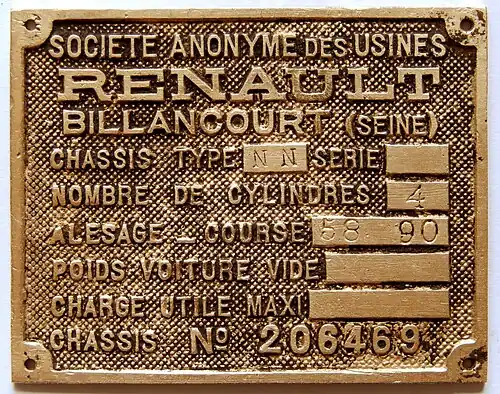 SOCIETE ANONYME DES USINES
RENAULT
BILLANCOURT (SEINE)
CHASSIS TYPE NN SERIE
NOMBRE DE CYLINDRES 4
ALESAGE _ COURSE 58 90
POIDS VOITURE VIDE
CHARGE UTILE MAXI
CHASSIS No 206469